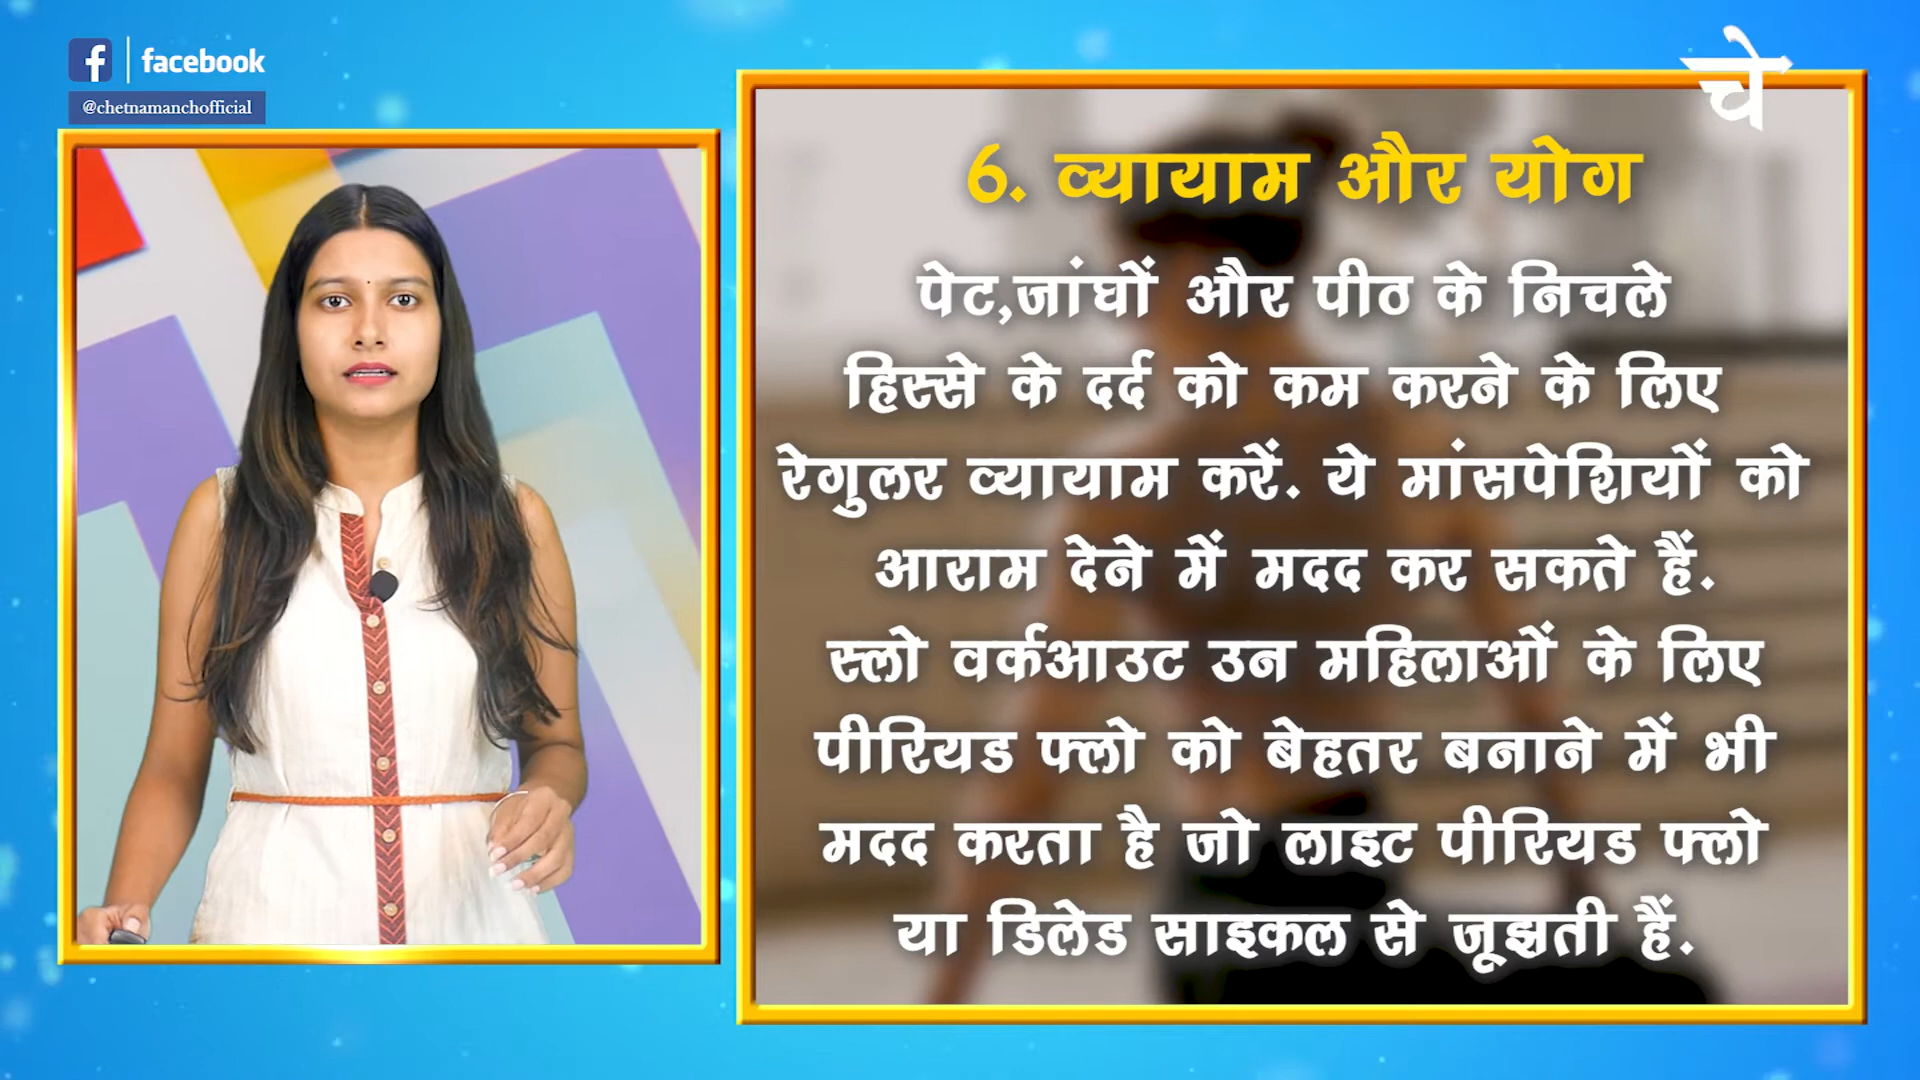 facebook
@chetnamanchofficial
चे
6. व्यायाम और योग
पेट,जांघों और पीठ के निचले
हिस्से के दर्द को कम करने के लिए
रेगुलर व्यायाम करें. ये मांसपेशियों को
आराम देने में मदद कर सकते हैं.
स्लो वर्कआउट उन महिलाओं के लिए
पीरियड फ्लो को बेहतर बनाने में भी
मदद करता है जो लाइट पीरियड फ्लो
या डिलेड साइकल से जूझती हैं.